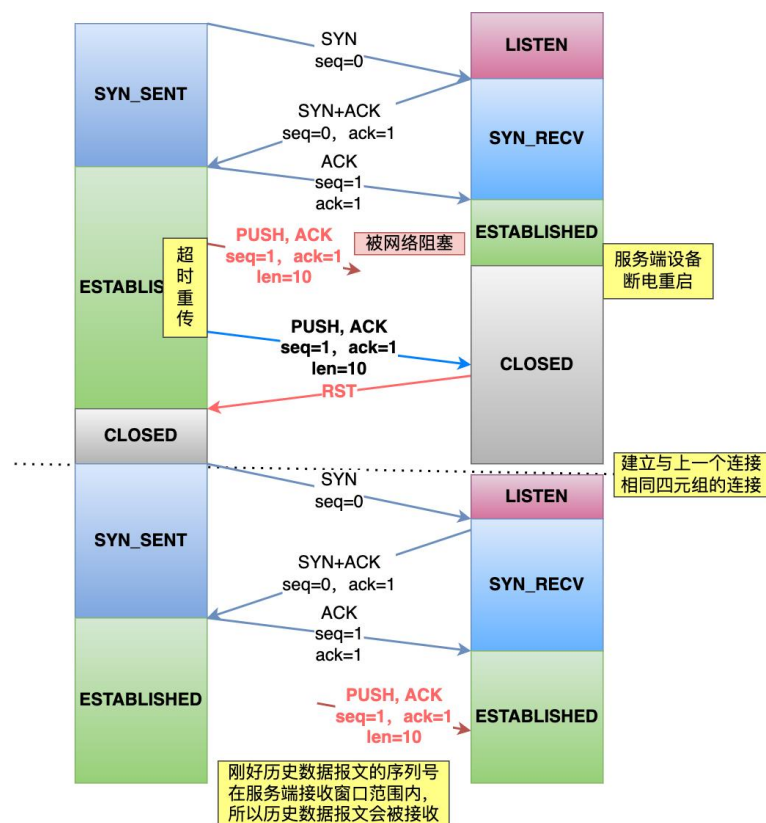 SYN
seq=0
LISTEN
SYN_SENT
SYN+ACK
seq=0，ack=1
SYN_RECV
ACK
seq=1
ack=1
ESTABLISHED
PUSH, ACK
seq=1，ack=1
len=10
被网络阻塞
服务端设备
断电重启
ESTABLIS
超
时
重
传
PUSH, ACK
seq=1，ack=1
len=10
CLOSED
RST
CLOSED
建立与上一个连接
相同四元组的连接
SYN
seq=0
LISTEN
SYN_SENT
SYN+ACK
seq=0，ack=1
SYN_RECV
ACK
seq=1
ack=1
ESTABLISHED
PUSH, ACK
seq=1，ack=1
len=10
ESTABLISHED
刚好历史数据报文的序列号
在服务端接收窗口范围内，
所以历史数据报文会被接收